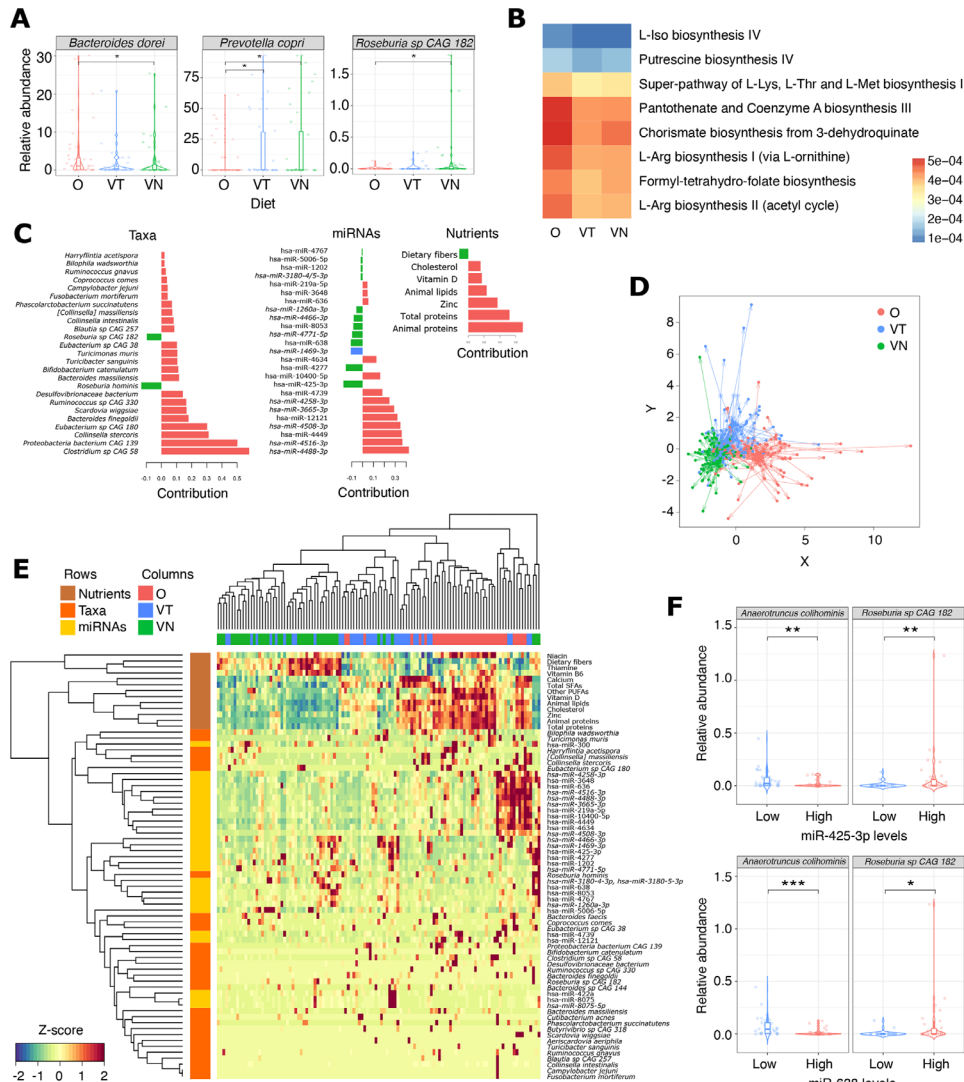 A
Bacteroides dorei
Prevotella copri
Roseburia sp CAG 182
Relative abundance
30
20
10
0
75
50
25
0
1.5
1.0
0.5
0.0
*
*
*
*
O VT VN
O VT VN
O VT VN
Diet
B
L-Iso biosynthesis IV
Putrescine biosynthesis IV
Super-pathway of L-Lys, L-Thr and L-Met biosynthesis I
Pantothenate and Coenzyme A biosynthesis III
Chorismate biosynthesis from 3-dehydroquinate
L-Arg biosynthesis I (via L-ornithine)
Formyl-tetrahydro-folate biosynthesis
L-Arg biosynthesis II (acetyl cycle)
O VT VN
5e-04
4e-04
3e-04
2e-04
1e-04
C
Taxa
Harryflintia acetispora
Bilophila wadsworthia
Ruminococcus gnavus
Coprococcus comes
Campylobacter jejuni
Fusobacterium mortiferum
Phascolarctobacterium succinatutens
[Collinsella] massiliensis
Collinsella intestinalis
Blautia sp CAG 257
Roseburia sp CAG 182
Eubacterium sp CAG 38
Turicimonas muris
Turicibacter sanguinis
Bifidobacterium catenulatum
Bacteroides massiliensis
Roseburia hominis
Desulfovibrionaceae bacterium
Ruminococcus sp CAG 330
Scardovia wiggsiae
Bacteroides finegoldii
Eubacterium sp CAG 180
Collinsella stercoris
Proteobacteria bacterium CAG 139
Clostridium sp CAG 58
-0.1 0.0 0.1 0.2 0.3 0.4 0.5
Contribution
miRNAs
hsa-miR-4767
hsa-miR-5006-5p
hsa-miR-1202
hsa-miR-3180-4/5-3p
hsa-miR-219a-5p
hsa-miR-3648
hsa-miR-636
hsa-miR-1260a-3p
hsa-miR-4466-3p
hsa-miR-8053
hsa-miR-4771-5p
hsa-miR-638
hsa-miR-1469-3p
hsa-miR-4634
hsa-miR-4277
hsa-miR-10400-5p
hsa-miR-425-3p
hsa-miR-4739
hsa-miR-4258-3p
hsa-miR-3665-3p
hsa-miR-12121
hsa-miR-4508-3p
hsa-miR-4449
hsa-miR-4516-3p
hsa-miR-4488-3p
-0.1 0.1 0.3
Contribution
Nutrients
Dietary fibers
Cholesterol
Vitamin D
Animal lipids
Zinc
Total proteins
Animal proteins
Contribution
D
O
VT
VN
Y
8
6
4
2
0
-2
-4
0 5 10
X
E
Rows
Nutrients
Taxa
miRNAs
Columns
O
VT
VN
Niacin
Dietary fibers
Thiamine
Vitamin B6
Calcium
Total SFAs
Other PUFAs
Vitamin D
Animal lipids
Cholesterol
Zinc
Animal proteins
Total proteins
Bilophila wadsworthia
Turicimonas muris
hsa-miR-300
Harryflintia acetispora
[Collinsella] massiliensis
Collinsella stercoris
Eubacterium sp CAG 180
hsa-miR-4258-3p
hsa-miR-3648
hsa-miR-636
hsa-miR-4516-3p
hsa-miR-4488-3p
hsa-miR-3665-3p
hsa-miR-219a-5p
hsa-miR-10400-5p
hsa-miR-4449
hsa-miR-4634
hsa-miR-4508-3p
hsa-miR-4466-3p
hsa-miR-1469-3p
hsa-miR-425-3p
hsa-miR-4277
hsa-miR-1202
hsa-miR-4771-5p
Roseburia hominis
hsa-miR-3180-4-3p, hsa-miR-3180-5-3p
hsa-miR-638
hsa-miR-8053
hsa-miR-4767
hsa-miR-1260a-3p
hsa-miR-5006-5p
Bacteroides faecis
Coprococcus comes
Eubacterium sp CAG 38
hsa-miR-4739
hsa-miR-12121
Proteobacteria bacterium CAG 139
Bifidobacterium catenulatum
Clostridium sp CAG 58
Desulfovibrionaceae bacterium
Ruminococcus sp CAG 330
Bacteroides finegoldii
Roseburia sp CAG 182
Bacteroides sp CAG 144
hsa-miR-422a
hsa-miR-8075
hsa-miR-8075-5p
Bacteroides massiliensis
Cutibacterium acnes
Phascolarctobacterium succinatutens
Butyrivibrio sp CAG 318
Scardovia wiggsiae
Aeriscardovia aeriphila
Turicibacter sanguinis
Ruminococcus gnavus
Blautia sp CAG 257
Collinsella intestinalis
Campylobacter jejuni
Fusobacterium mortiferum
Z-score
-2 -1 0 1 2
F
Anaerotruncus colihominis
Roseburia sp CAG 182
Relative abundance
1.5
1.0
0.5
0.0
**
**
Low High
Low High
miR-425-3p levels
Anaerotruncus colihominis
Roseburia sp CAG 182
Relative abundance
1.5
1.0
0.5
0.0
***
*
Low High
Low High